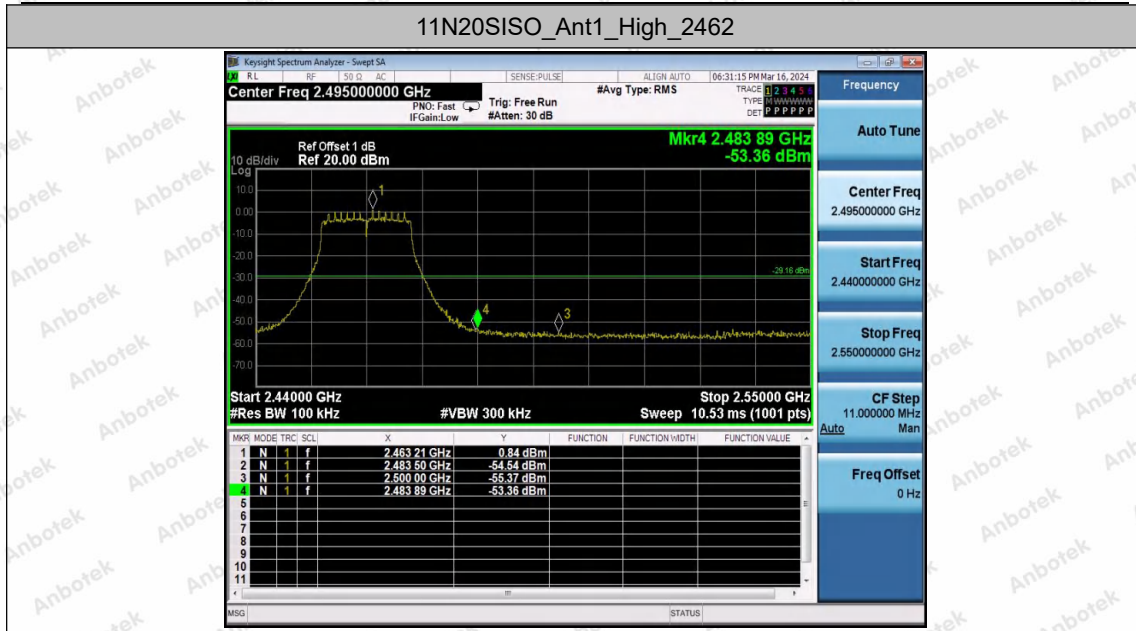 11N20SISO_Ant1_High_2462
Keysight Spectrum Analyzer - Swept SA
RL RF 50 Ω AC SENSE:PULSE ALIGN AUTO 06:31:15 PM Mar 16, 2024
Center Freq 2.495000000 GHz
PNO: Fast
IFGain:Low
Trig: Free Run
#Atten: 30 dB
#Avg Type: RMS
TRACE 1 2 3 4 5 6
TYPE M WWWWW
DET P P P P P P
Frequency
Auto Tune
Center Freq
2.495000000 GHz
Start Freq
2.440000000 GHz
Stop Freq
2.550000000 GHz
CF Step
11.000000 MHz
Auto Man
Freq Offset
0 Hz
Mkr4 2.483 89 GHz
-53.36 dBm
Ref Offset 1 dB
10 dB/div Ref 20.00 dBm
Log
10.0
0.00
-10.0
-20.0
-30.0
-40.0
-50.0
-60.0
-70.0
1
4
3
-29.16 dBm
Start 2.44000 GHz Stop 2.55000 GHz
#Res BW 100 kHz #VBW 300 kHz Sweep 10.53 ms (1001 pts)
MKR MODE TRC SCL X Y FUNCTION FUNCTION WIDTH FUNCTION VALUE
1 N 1 f 2.463 21 GHz 0.84 dBm
2 N 1 f 2.483 50 GHz -54.54 dBm
3 N 1 f 2.500 00 GHz -55.37 dBm
4 N 1 f 2.483 89 GHz -53.36 dBm
5
6
7
8
9
10
11
MSG STATUS
Anbotek